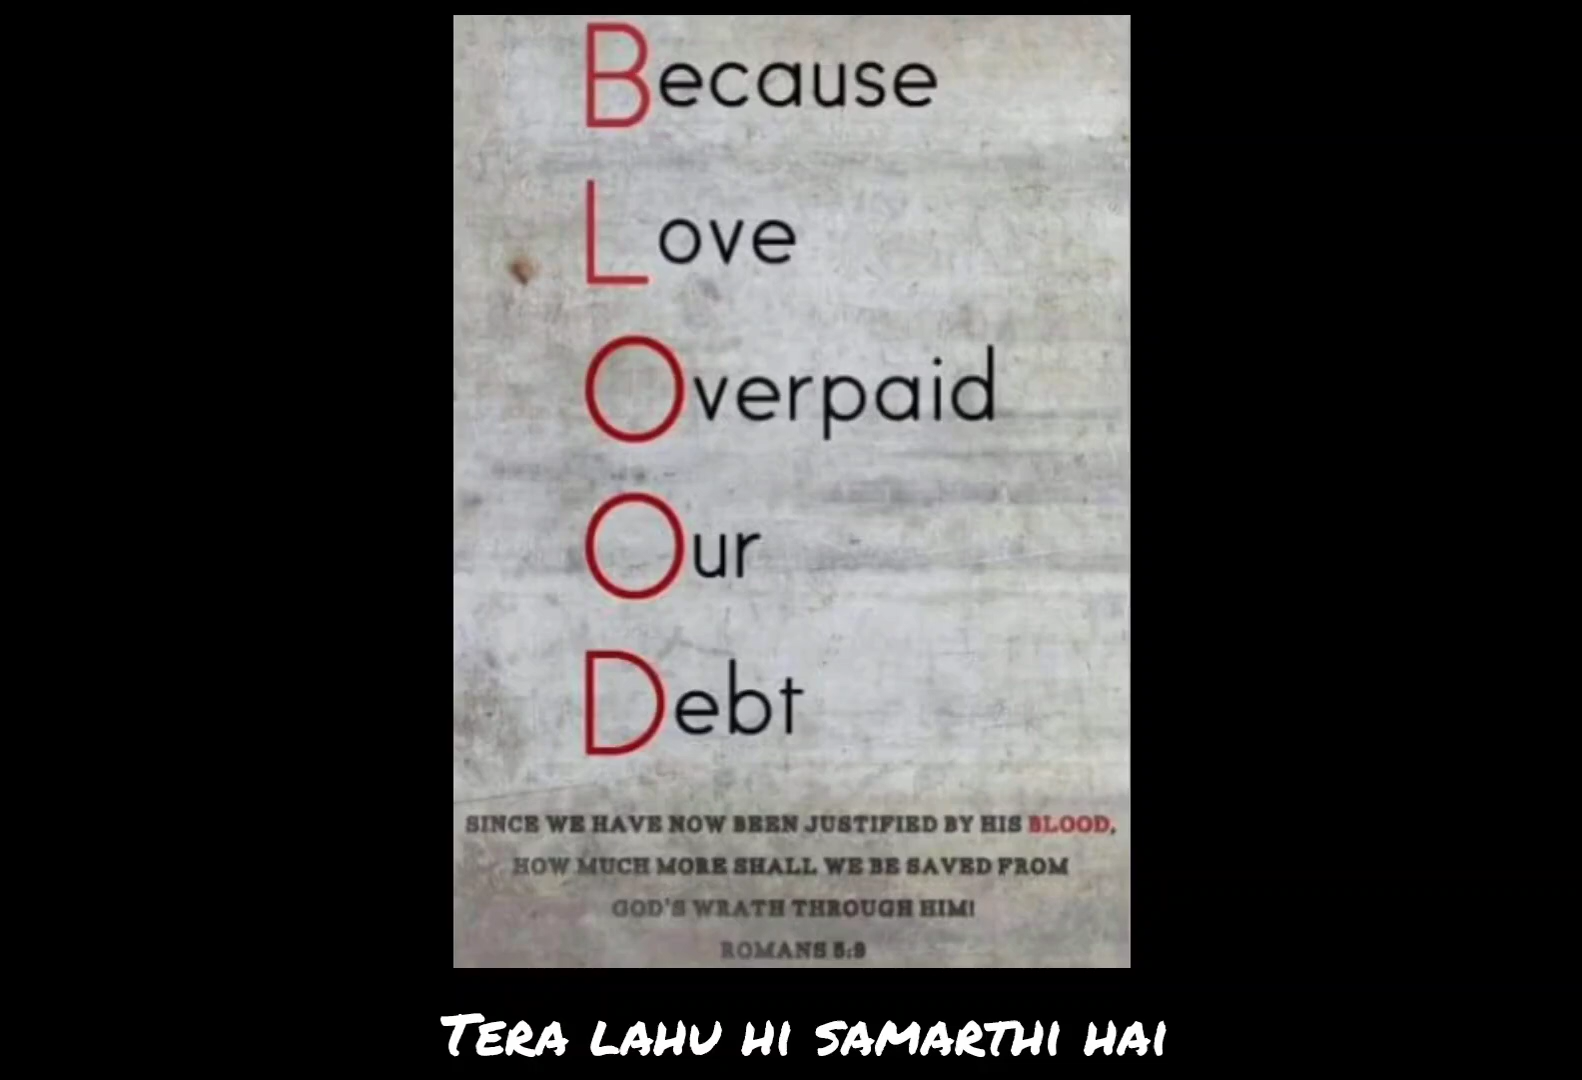 Because
Love
Overpaid
Our
Debt
SINCE WE HAVE NOW BEEN JUSTIFIED BY HIS BLOOD,
HOW MUCH MORE SHALL WE BE SAVED FROM
GOD'S WRATH THROUGH HIM!
ROMANS 5:9
TERA LAHU HI SAMARTHI HAI